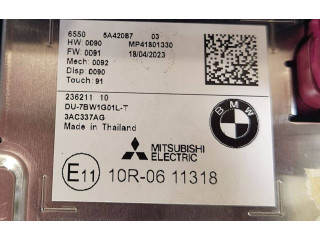 6550 5A420B7 03
HW: 0090 MP41801330
FW: 0091 18/04/2023
Mech: 0092
Disp: 0090
Touch: 91
236211 10
DU-7BW1G01L-T
3AC337AG
Made in Thailand
BMW
MITSUBISHI
ELECTRIC
E11 10R-06 11318